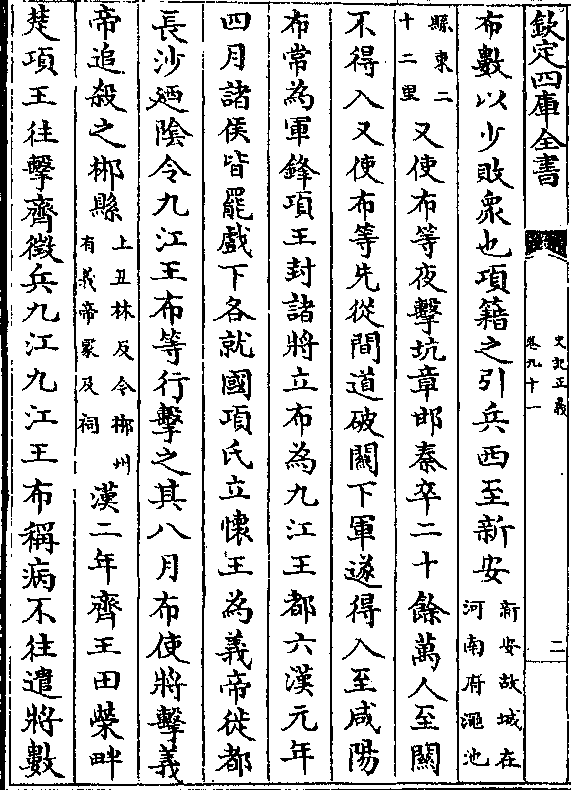 欽定四庫全書
史記正義
卷九十一
二
布數以少敗衆也項籍之引兵西至新安新安故城在河南府澠池
縣東二十二里又使布等夜擊坑章邯秦卒二十餘萬人至關
不得入又使布等先從間道破關下軍遂得入至咸陽
布常為軍鋒項王封諸將立布為九江王都六漢元年
四月諸侯皆罷戲下各就國項氏立懷王為義帝徙都
長沙廼陰令九江王布等行擊之其八月布使將擊義
帝追殺之郴縣上丑林反今郴州有義帝冢及祠漢二年齊王田榮畔
楚項王往擊齊徴兵九江九江王布稱病不往遣將數